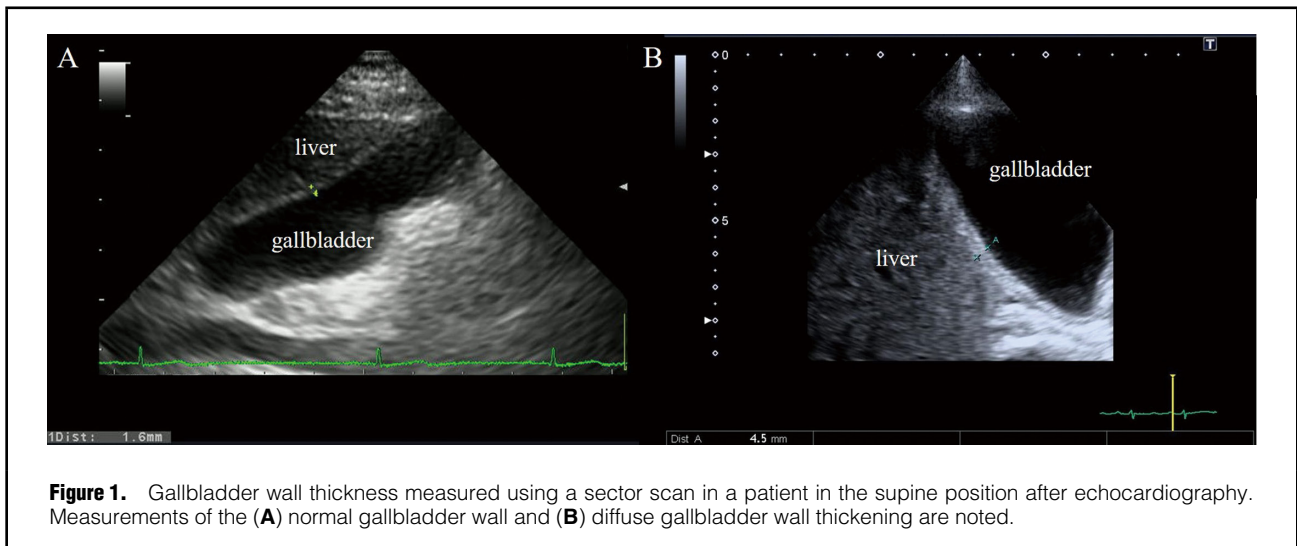 A
liver
gallbladder
1Dist: 1.6mm
B
0
T
gallbladder
5
liver
A
Dist A 4.5 mm
Figure 1. Gallbladder wall thickness measured using a sector scan in a patient in the supine position after echocardiography.
Measurements of the (A) normal gallbladder wall and (B) diffuse gallbladder wall thickening are noted.